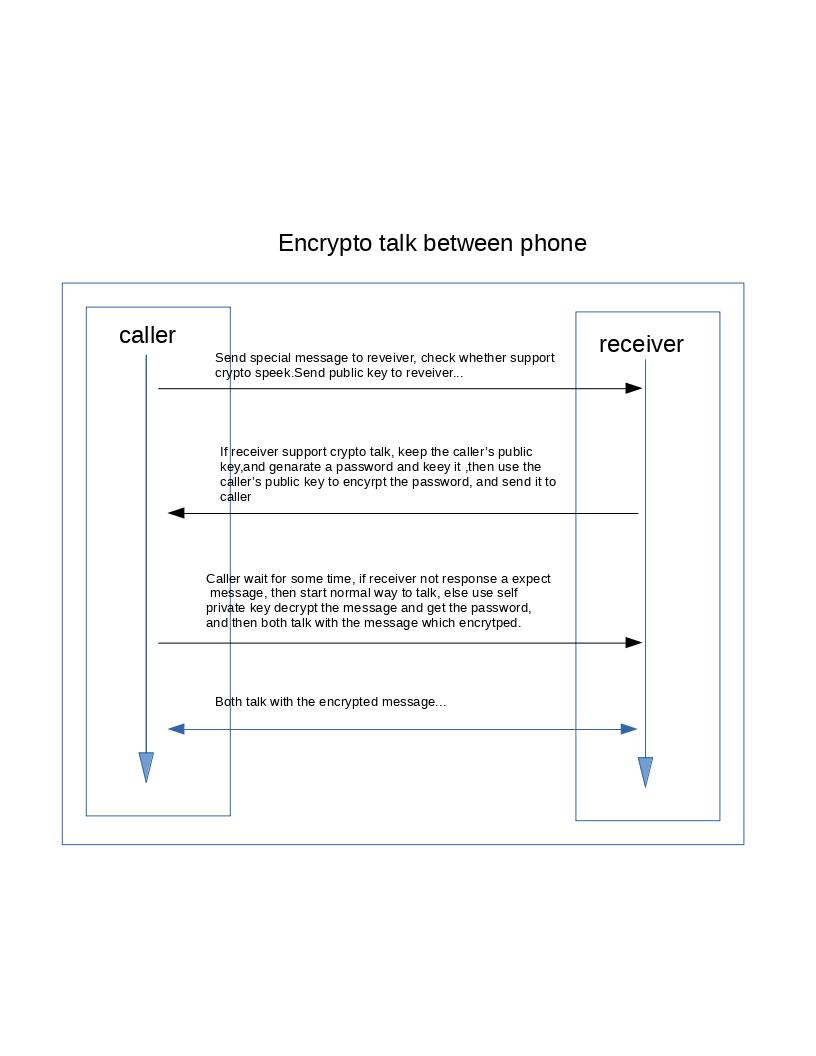 Encrypto talk between phone
caller
receiver
Send special message to reveiver, check whether support
crypto speek.Send public key to reveiver...
If receiver support crypto talk, keep the caller's public
key,and genarate a password and keey it ,then use the
caller's public key to encyrpt the password, and send it to
caller
Caller wait for some time, if receiver not response a expect
message, then start normal way to talk, else use self
private key decrypt the message and get the password,
and then both talk with the message which encrytped.
Both talk with the encrypted message...